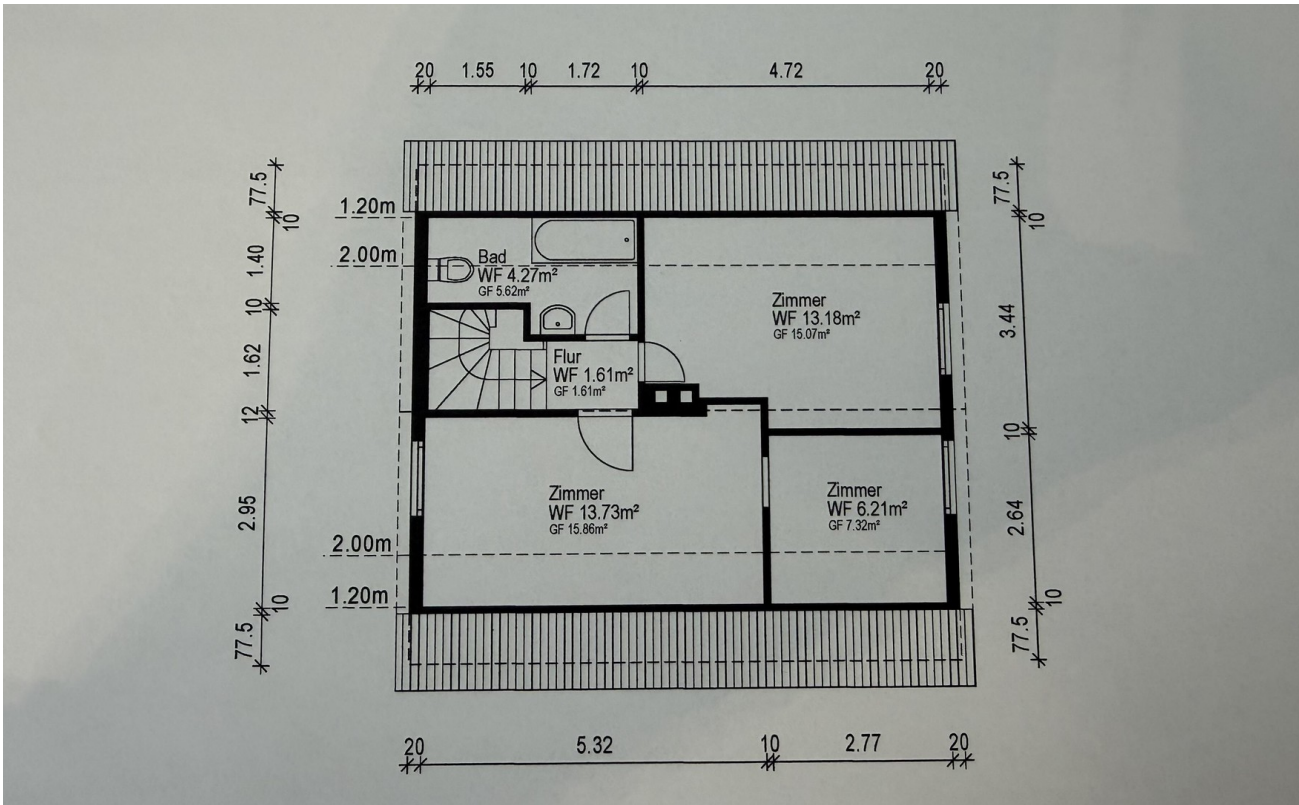 20 1.55 10 1.72 10 4.72 20
77.5
10
1.40
10
1.62
12
2.95
10
77.5
1.20m
2.00m
2.00m
1.20m
Bad
WF 4.27m²
GF 5.62m²
Flur
WF 1.61m²
GF 1.61m²
Zimmer
WF 13.18m²
GF 15.07m²
Zimmer
WF 13.73m²
GF 15.86m²
Zimmer
WF 6.21m²
GF 7.32m²
77.5
10
3.44
10
2.64
10
77.5
20 5.32 10 2.77 20